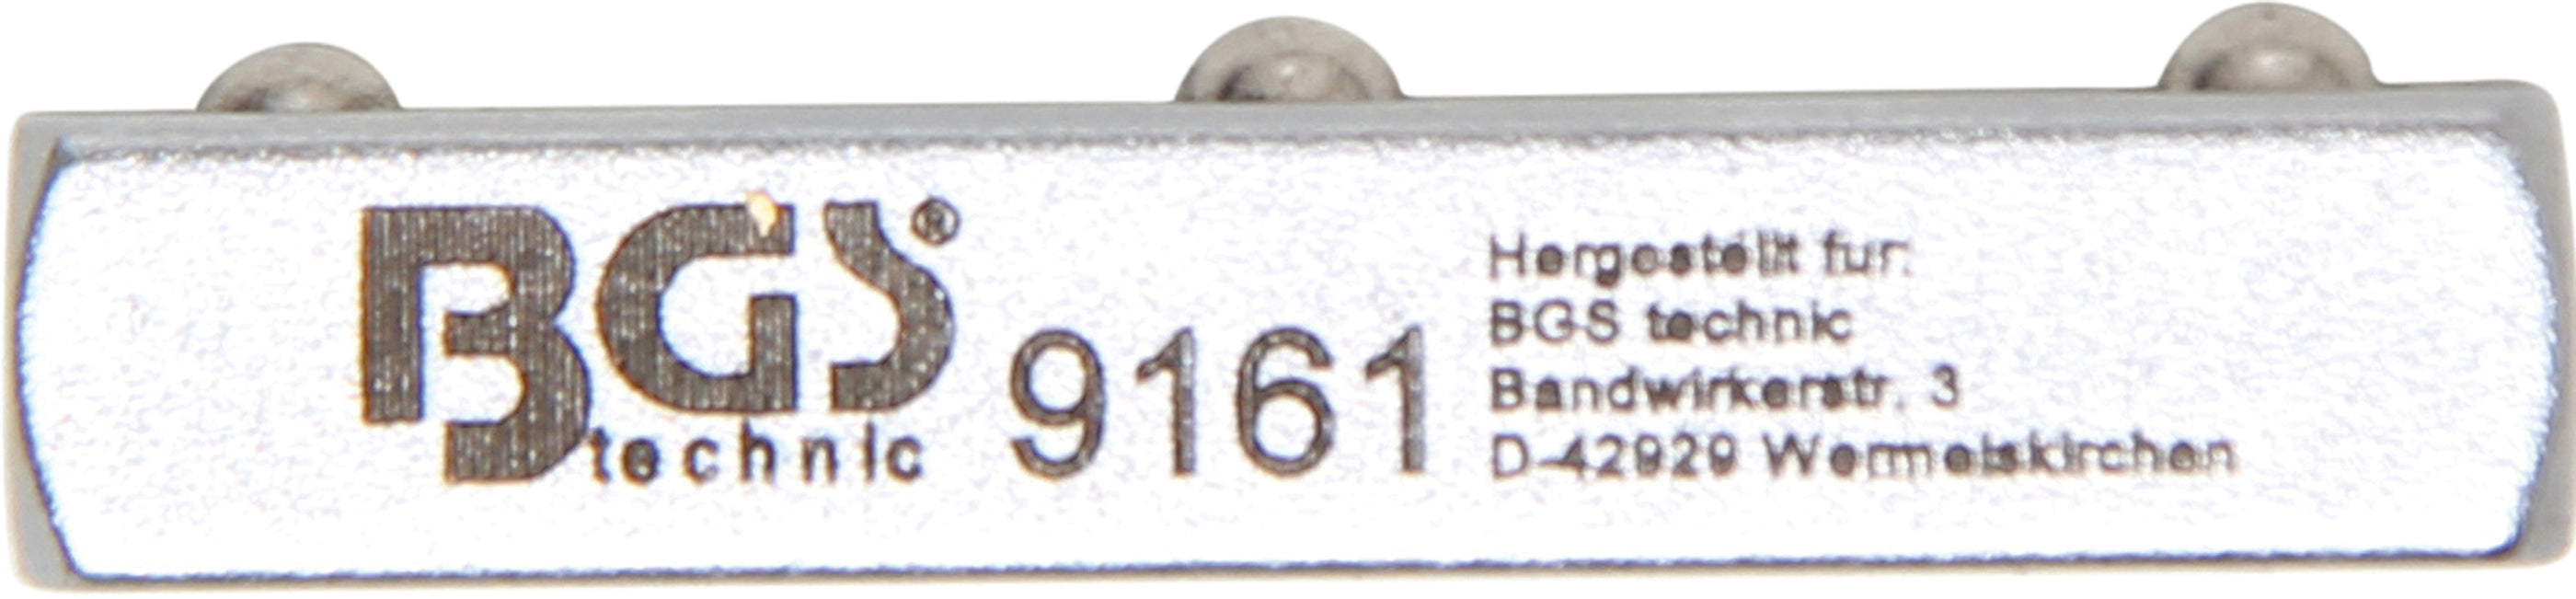 BGS®
technic
9161
Hergestellt fur:
BGS technic
Bandwirkerstr. 3
D-42929 Wermelskirchen